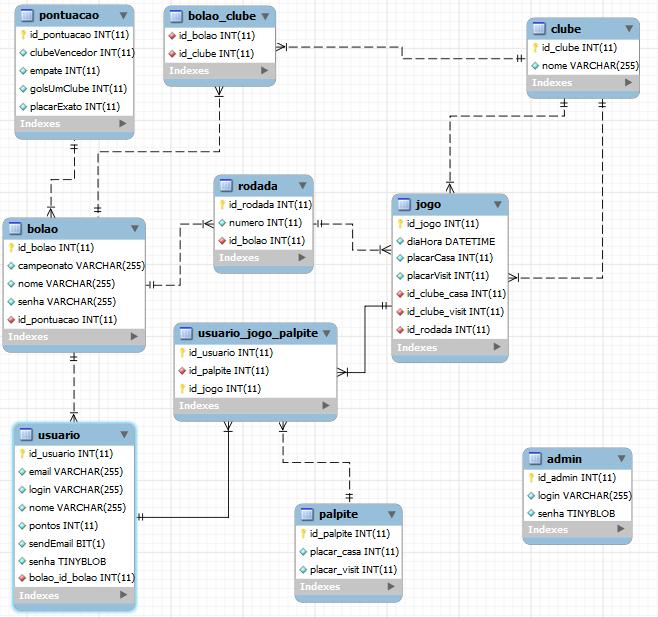 pontuacao
id_pontuacao INT(11)
clubeVencedor INT(11)
empate INT(11)
golsUmClube INT(11)
placarExato INT(11)
Indexes
bolao_clube
id_bolao INT(11)
id_clube INT(11)
Indexes
clube
id_clube INT(11)
nome VARCHAR(255)
Indexes
rodada
id_rodada INT(11)
numero INT(11)
id_bolao INT(11)
Indexes
jogo
id_jogo INT(11)
diaHora DATETIME
placarCasa INT(11)
placarVisit INT(11)
id_clube_casa INT(11)
id_clube_visit INT(11)
id_rodada INT(11)
Indexes
bolao
id_bolao INT(11)
campeonato VARCHAR(255)
nome VARCHAR(255)
senha VARCHAR(255)
id_pontuacao INT(11)
Indexes
usuario_jogo_palpite
id_usuario INT(11)
id_palpite INT(11)
id_jogo INT(11)
Indexes
usuario
id_usuario INT(11)
email VARCHAR(255)
login VARCHAR(255)
nome VARCHAR(255)
pontos INT(11)
sendEmail BIT(1)
senha TINYBLOB
bolao_id_bolao INT(11)
Indexes
palpite
id_palpite INT(11)
placar_casa INT(11)
placar_visit INT(11)
Indexes
admin
id_admin INT(11)
login VARCHAR(255)
senha TINYBLOB
Indexes